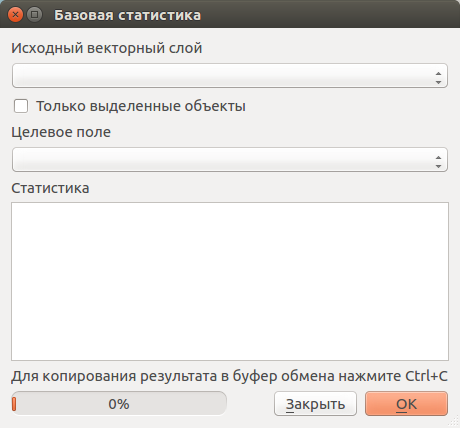 Базовая статистика
Исходный векторный слой
Только выделенные объекты
Целевое поле
Статистика
Для копирования результата в буфер обмена нажмите Ctrl+C
0%
Закрыть
OK